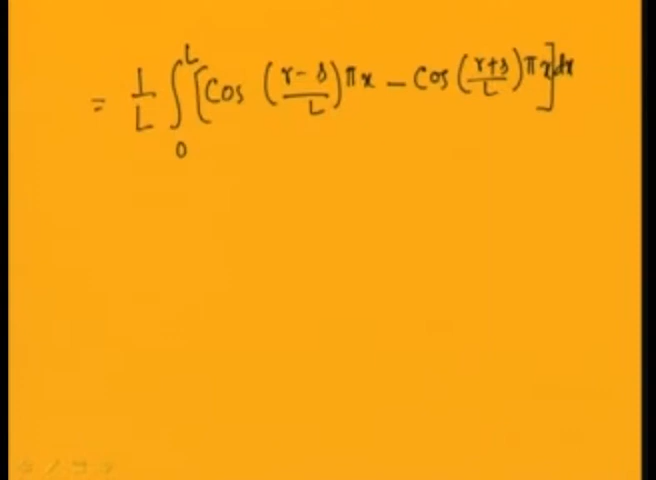 = 1/L ∫₀ᴸ [Cos ((r-s)/L) πx - Cos ((r+s)/L) πx] dx